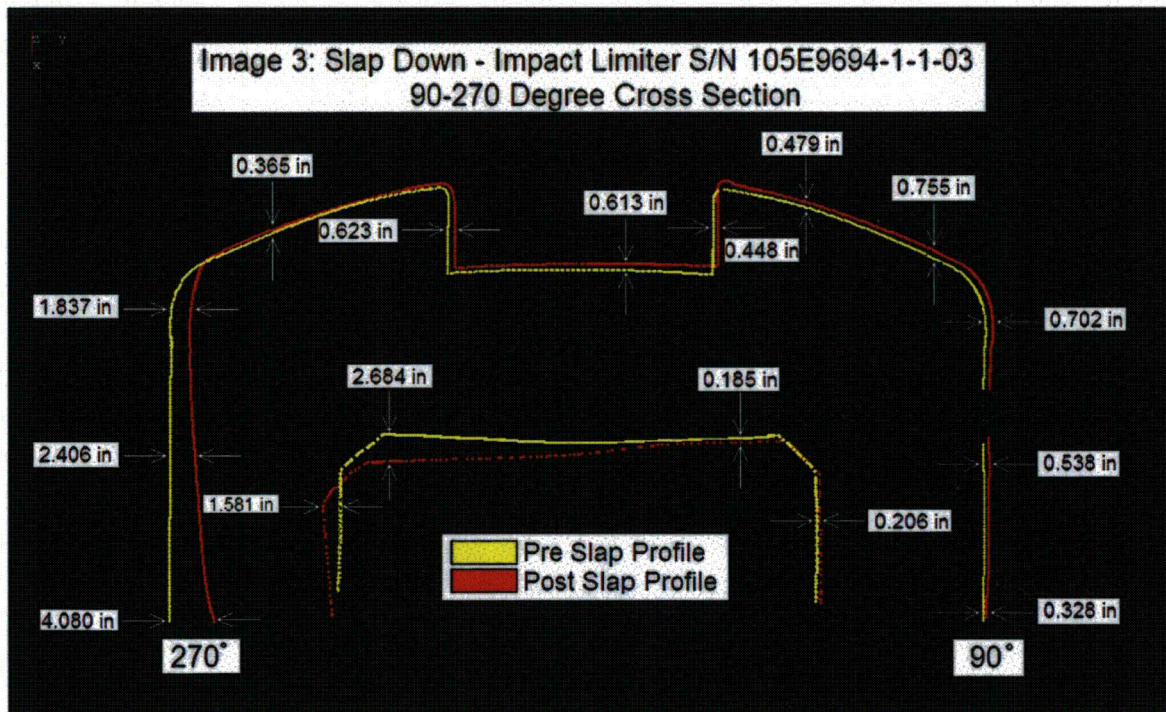 Image 3: Slap Down - Impact Limiter S/N 105E9694-1-1-03
90-270 Degree Cross Section
0.365 in
0.479 in
0.613 in
0.755 in
0.623 in
0.448 in
1.837 in
0.702 in
2.684 in
0.185 in
2.406 in
0.538 in
1.581 in
0.206 in
Pre Slap Profile
Post Slap Profile
4.080 in
0.328 in
270°
90°